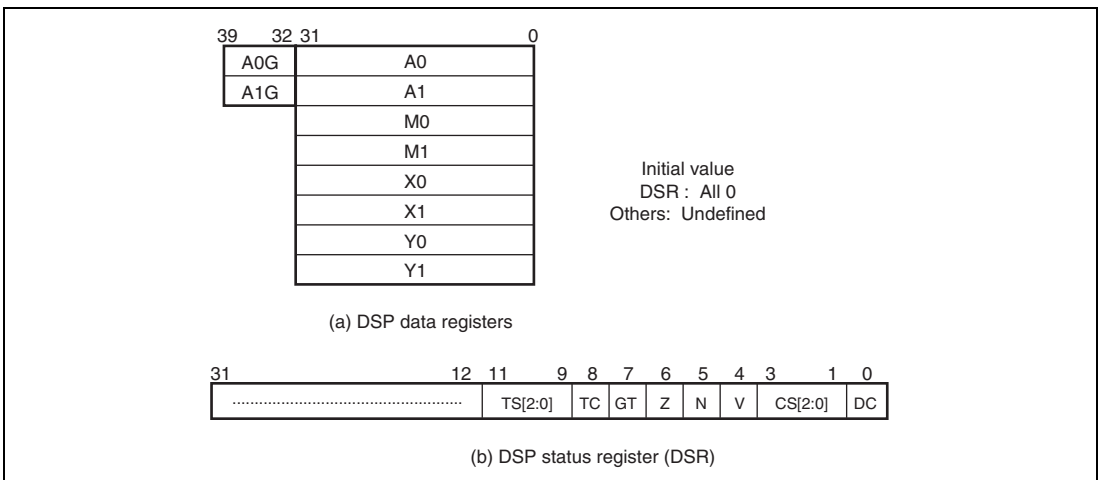 39 32 31 0
A0G A0
A1G A1
M0
M1
X0
X1
Y0
Y1
Initial value
DSR : All 0
Others: Undefined
(a) DSP data registers
31 12 11 9 8 7 6 5 4 3 1 0
TS[2:0] TC GT Z N V CS[2:0] DC
(b) DSP status register (DSR)